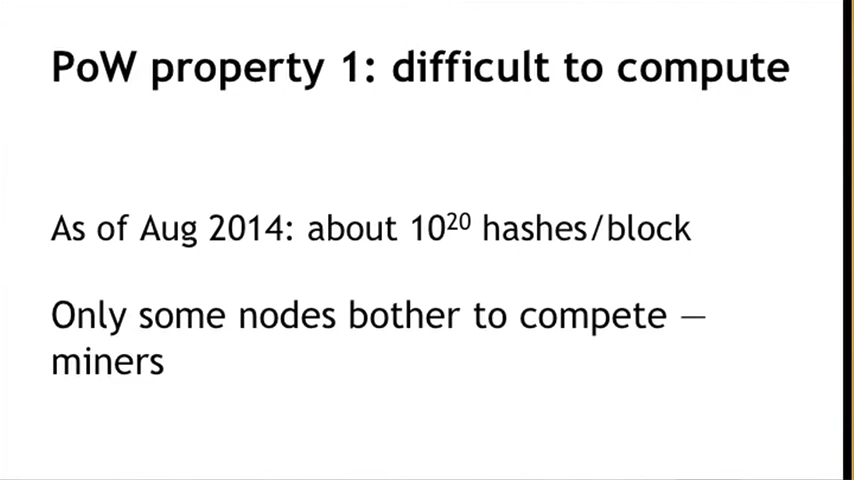 PoW property 1: difficult to compute
As of Aug 2014: about 10²⁰ hashes/block
Only some nodes bother to compete —
miners